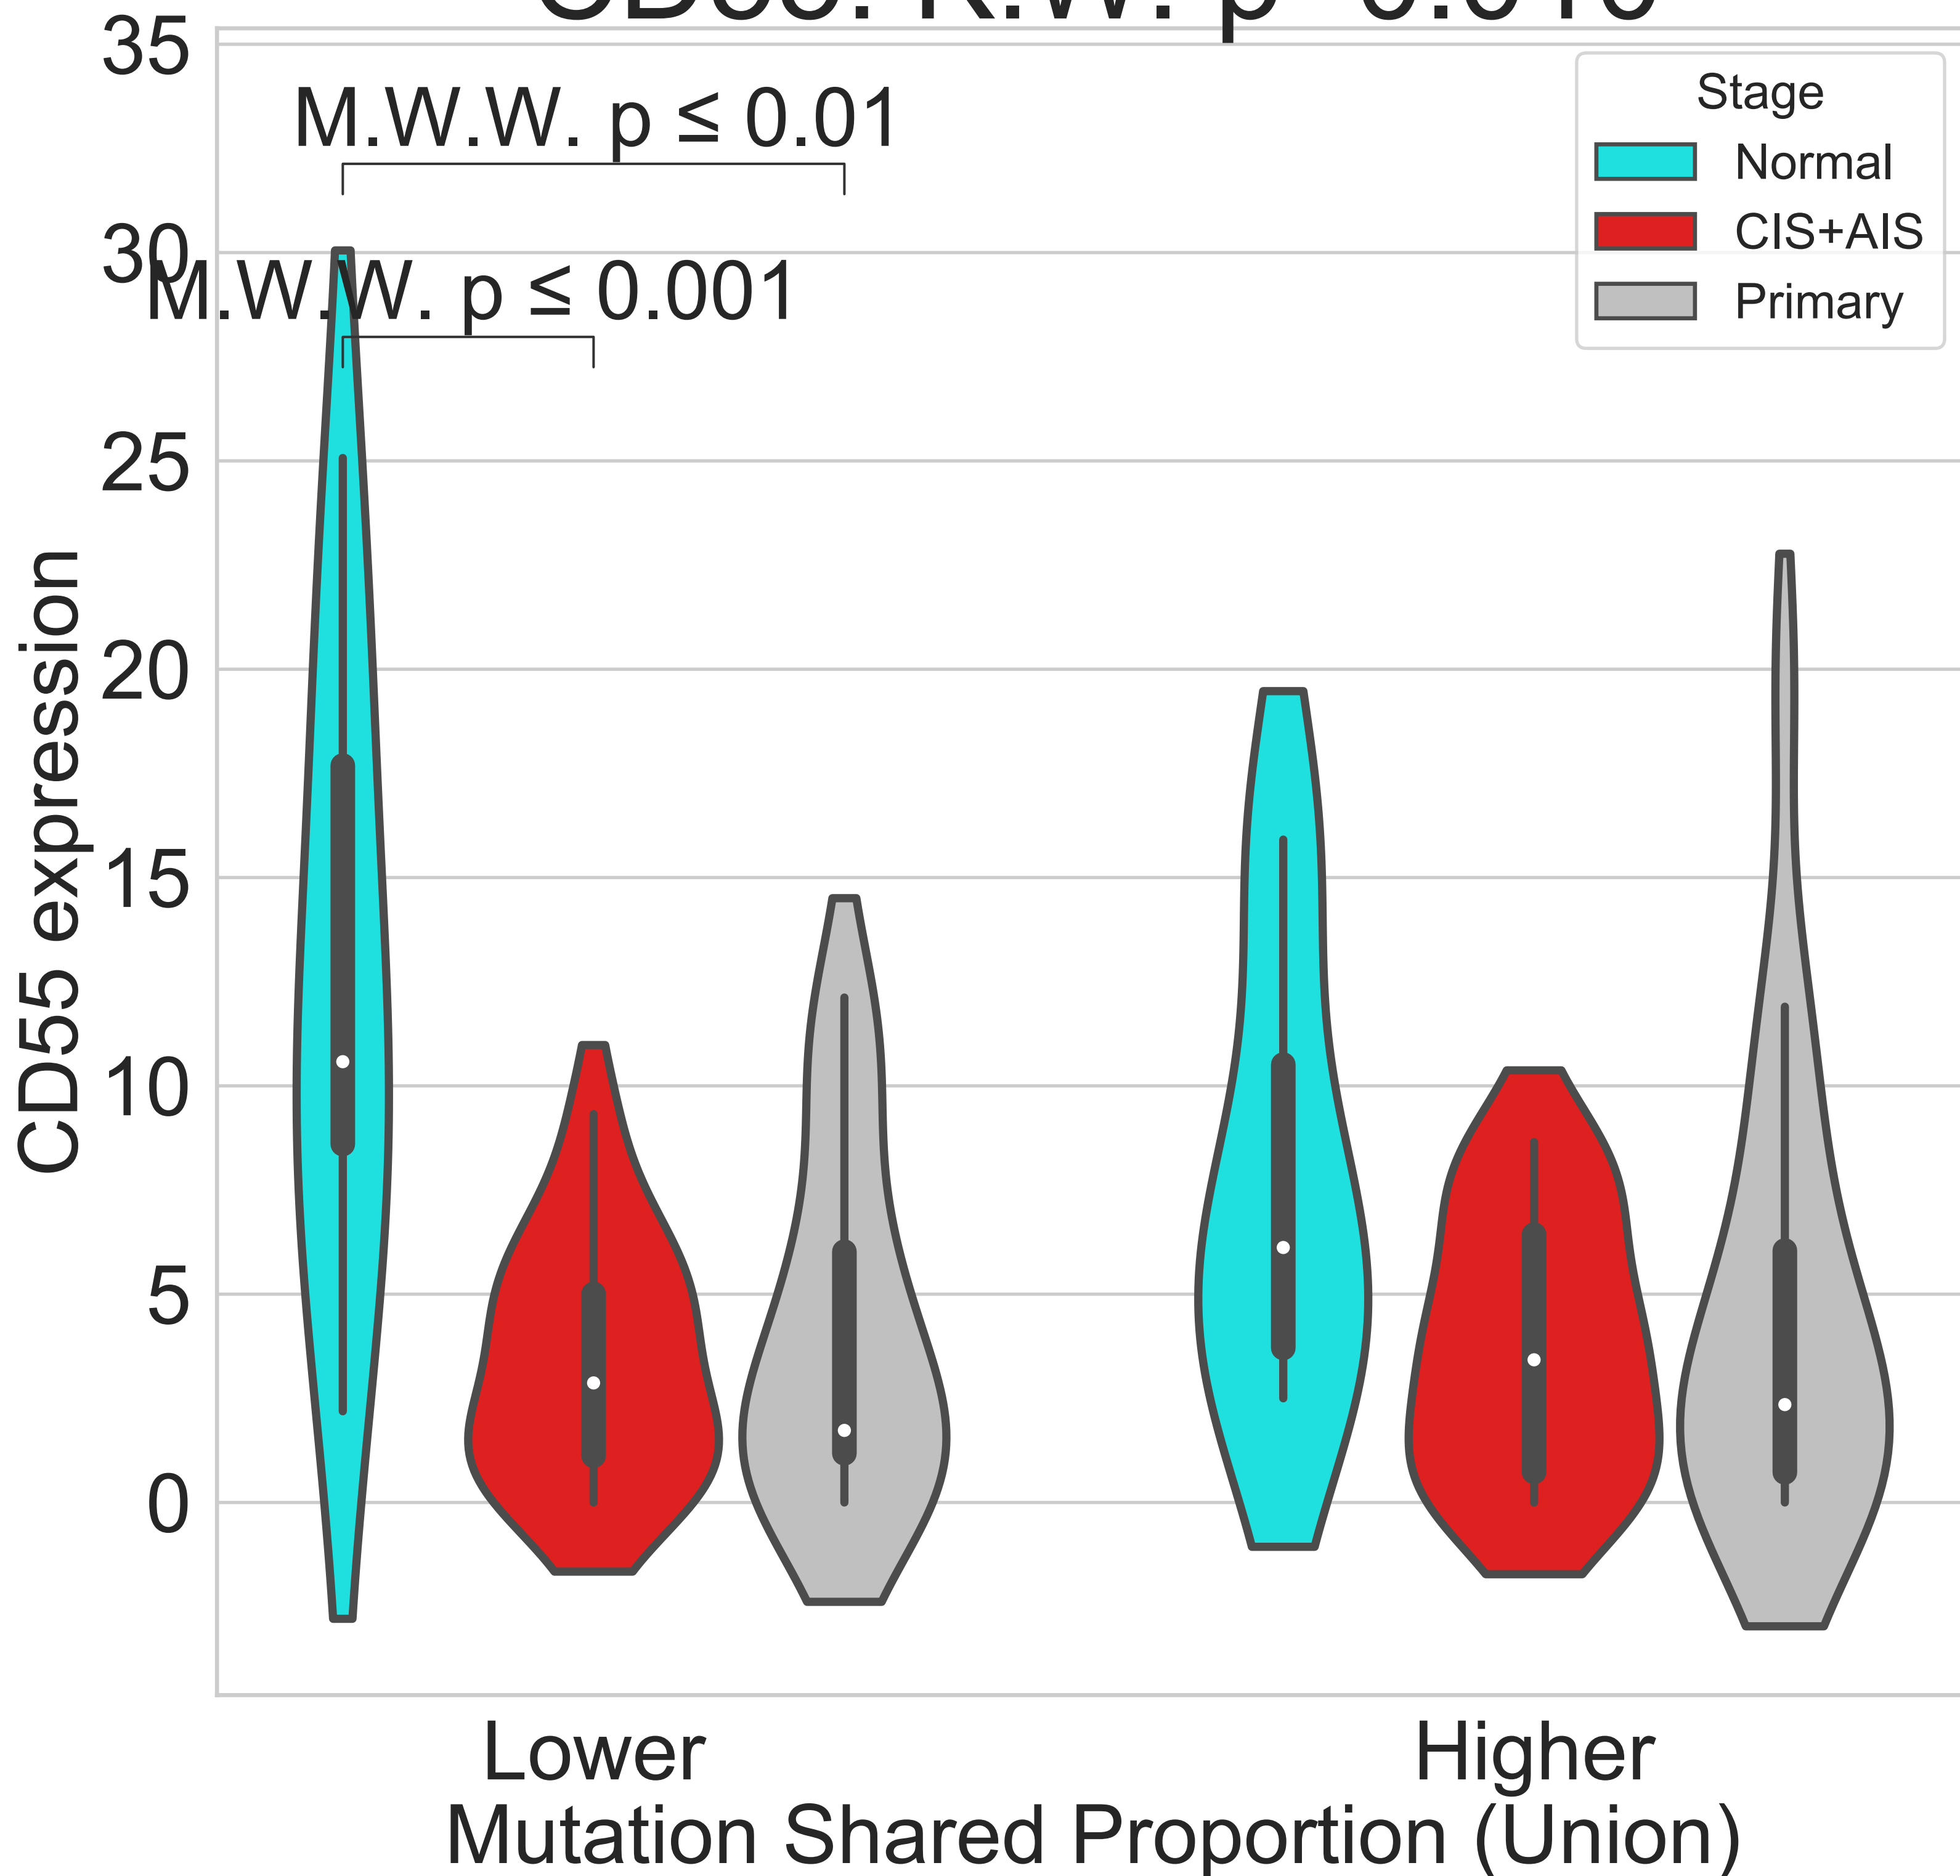 35
M.W.W. p ≤ 0.01
30
M.W.W. p ≤ 0.001
25
20
15
10
5
0
CD55 expression
Stage
Normal
CIS+AIS
Primary
Lower
Higher
Mutation Shared Proportion (Union)